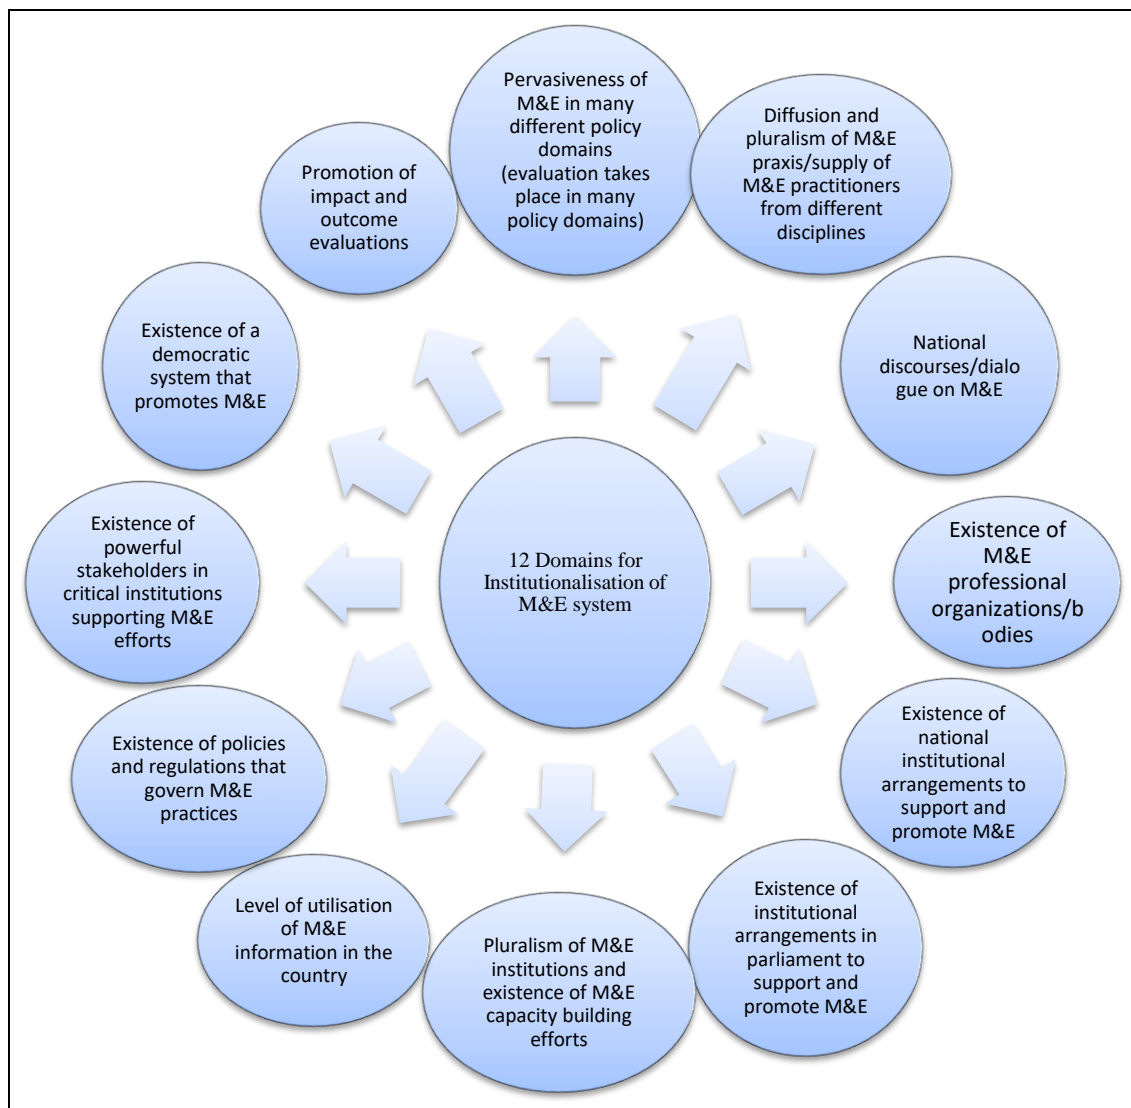 Pervasiveness of
M&E in many
different policy
domains
(evaluation takes
place in many
policy domains)
Diffusion and
pluralism of M&E
praxis/supply of
M&E practitioners
from different
disciplines
National
discourses/dialo
gue on M&E
Existence of
M&E
professional
organizations/b
odies
Existence of
national
institutional
arrangements to
support and
promote M&E
Existence of
institutional
arrangements in
parliament to
support and
promote M&E
Pluralism of M&E
institutions and
existence of M&E
capacity building
efforts
Level of utilisation
of M&E
information in the
country
Existence of policies
and regulations that
govern M&E
practices
Existence of
powerful
stakeholders in
critical institutions
supporting M&E
efforts
Existence of a
democratic
system that
promotes M&E
Promotion of
impact and
outcome
evaluations
12 Domains for
Institutionalisation of
M&E system